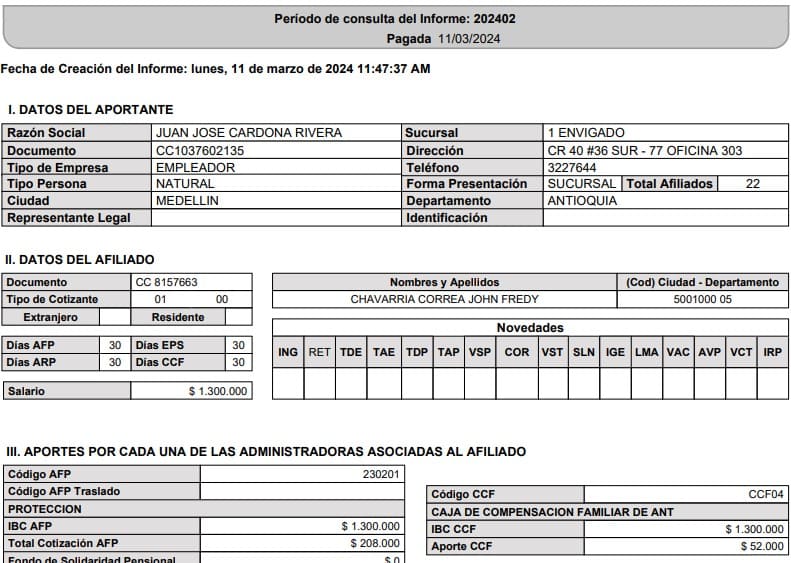 Período de consulta del Informe: 202402
Pagada 11/03/2024
Fecha de Creación del Informe: lunes, 11 de marzo de 2024 11:47:37 AM
I. DATOS DEL APORTANTE
Razón Social JUAN JOSE CARDONA RIVERA Sucursal 1 ENVIGADO
Documento CC1037602135 Dirección CR 40 #36 SUR - 77 OFICINA 303
Tipo de Empresa EMPLEADOR Teléfono 3227644
Tipo Persona NATURAL Forma Presentación SUCURSAL Total Afiliados 22
Ciudad MEDELLIN Departamento ANTIOQUIA
Representante Legal Identificación
II. DATOS DEL AFILIADO
Documento CC 8157663 Nombres y Apellidos (Cod) Ciudad - Departamento
Tipo de Cotizante 01 00 CHAVARRIA CORREA JOHN FREDY 5001000 05
Extranjero Residente
Novedades
Días AFP 30 Días EPS 30 ING RET TDE TAE TDP TAP VSP COR VST SLN IGE LMA VAC AVP VCT IRP
Días ARP 30 Días CCF 30
Salario $ 1.300.000
III. APORTES POR CADA UNA DE LAS ADMINISTRADORAS ASOCIADAS AL AFILIADO
Código AFP 230201
Código AFP Traslado Código CCF CCF04
PROTECCION CAJA DE COMPENSACION FAMILIAR DE ANT
IBC AFP $ 1.300.000 IBC CCF $ 1.300.000
Total Cotización AFP $ 208.000 Aporte CCF $ 52.000
Fondo de Solidaridad Pensional $ 0